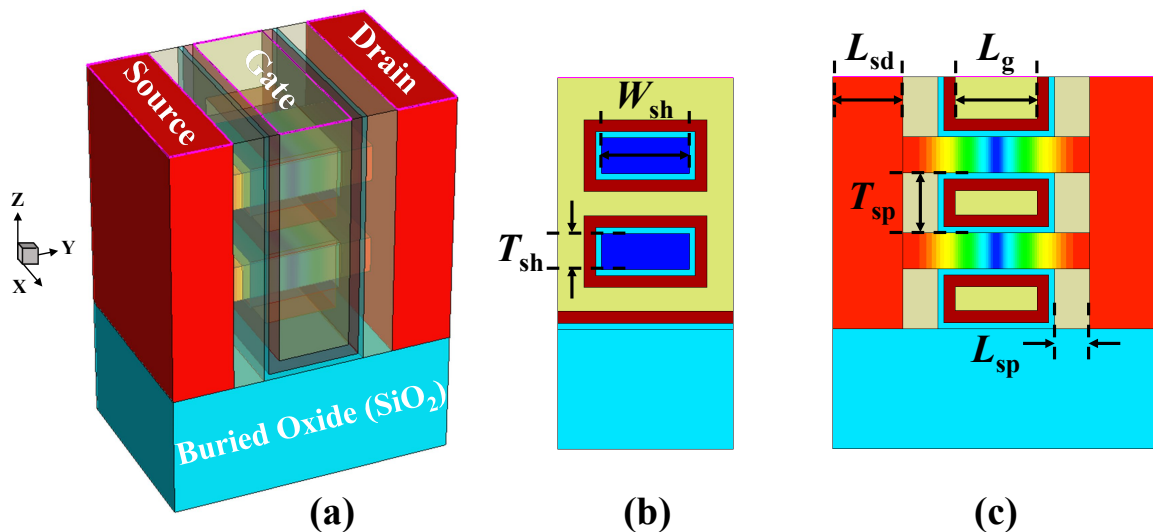 Source
Gate
Drain
Z
Y
X
Buried Oxide (SiO₂)
(a)
W_sh
T_sh
(b)
L_sd
L_g
T_sp
L_sp
(c)